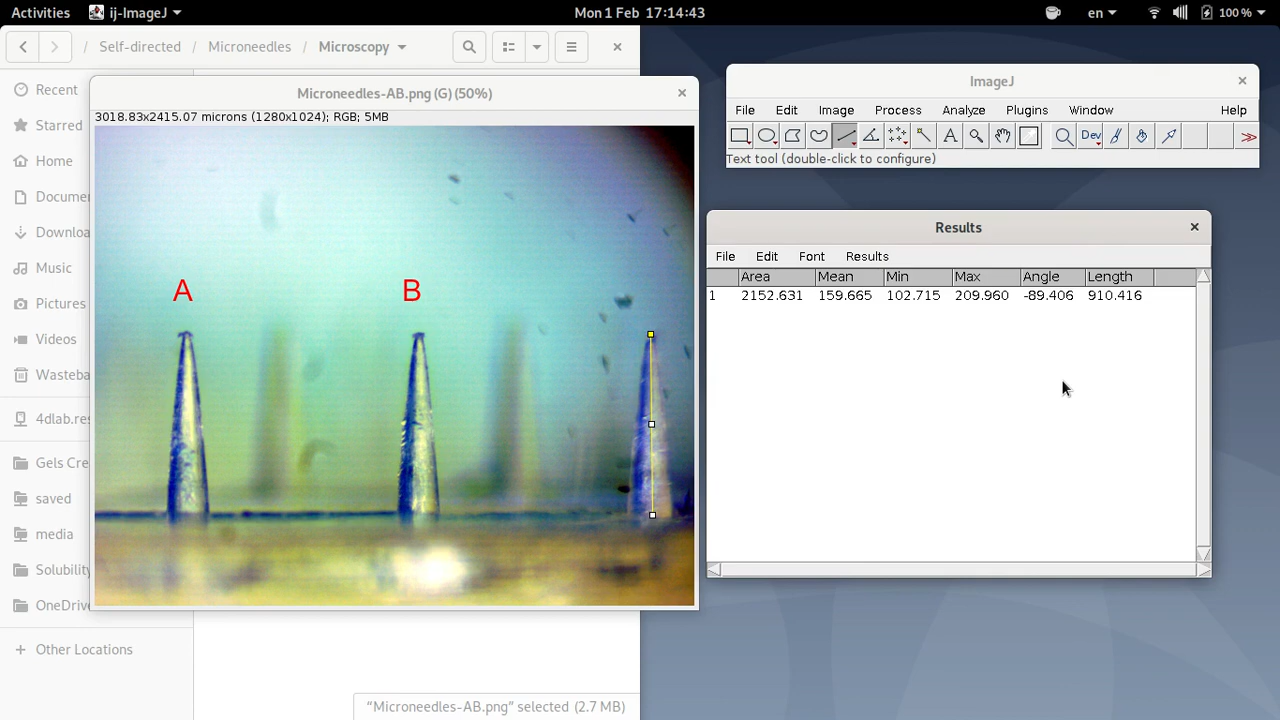 Activities ij-ImageJ Mon 1 Feb 17:14:43 en 100 %
/ Self-directed / Microneedles / Microscopy
Recent
Starred
Home
Docume
Downloa
Music
Pictures
Videos
Wasteba
4dlab.res
Gels Cre
saved
media
Solubility
OneDrive
+ Other Locations
"Microneedles-AB.png" selected (2.7 MB)
Microneedles-AB.png (G) (50%)
3018.83x2415.07 microns (1280x1024); RGB; 5MB
A B
ImageJ
File Edit Image Process Analyze Plugins Window Help
A Dev >>
Text tool (double-click to configure)
Results
File Edit Font Results
Area Mean Min Max Angle Length
1 2152.631 159.665 102.715 209.960 -89.406 910.416